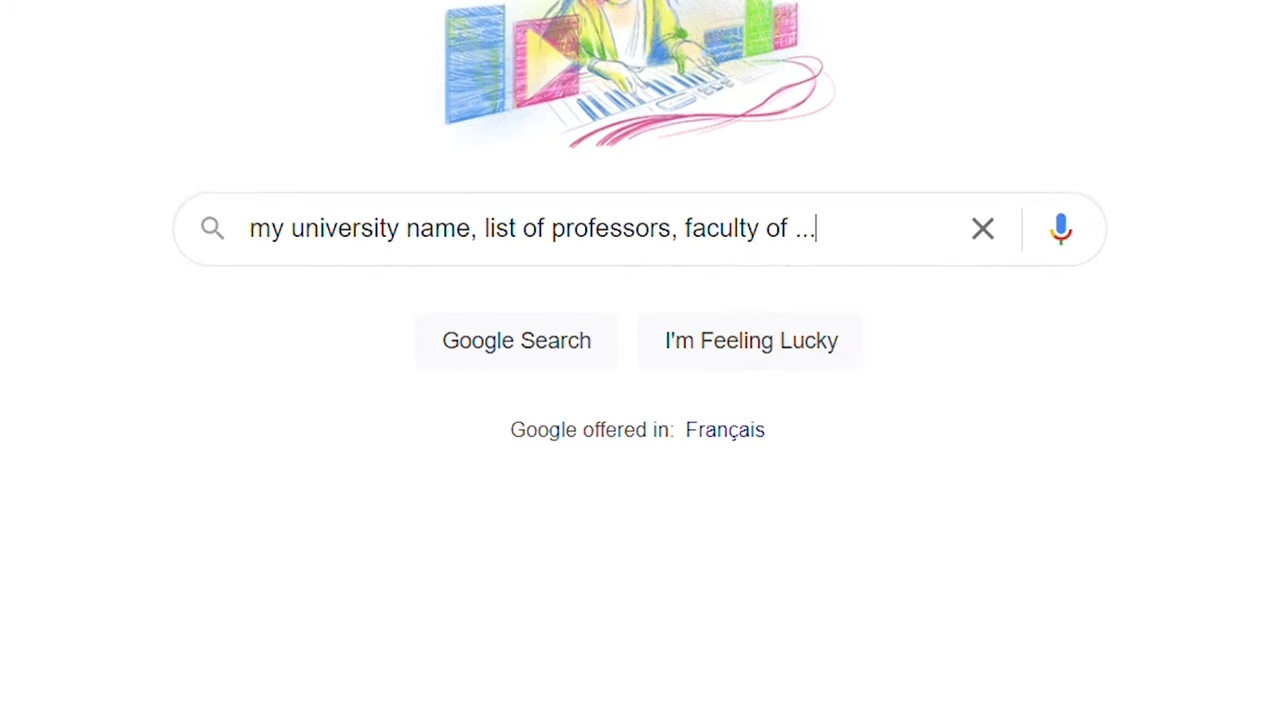 my university name, list of professors, faculty of ...
Google Search
I'm Feeling Lucky
Google offered in: Français